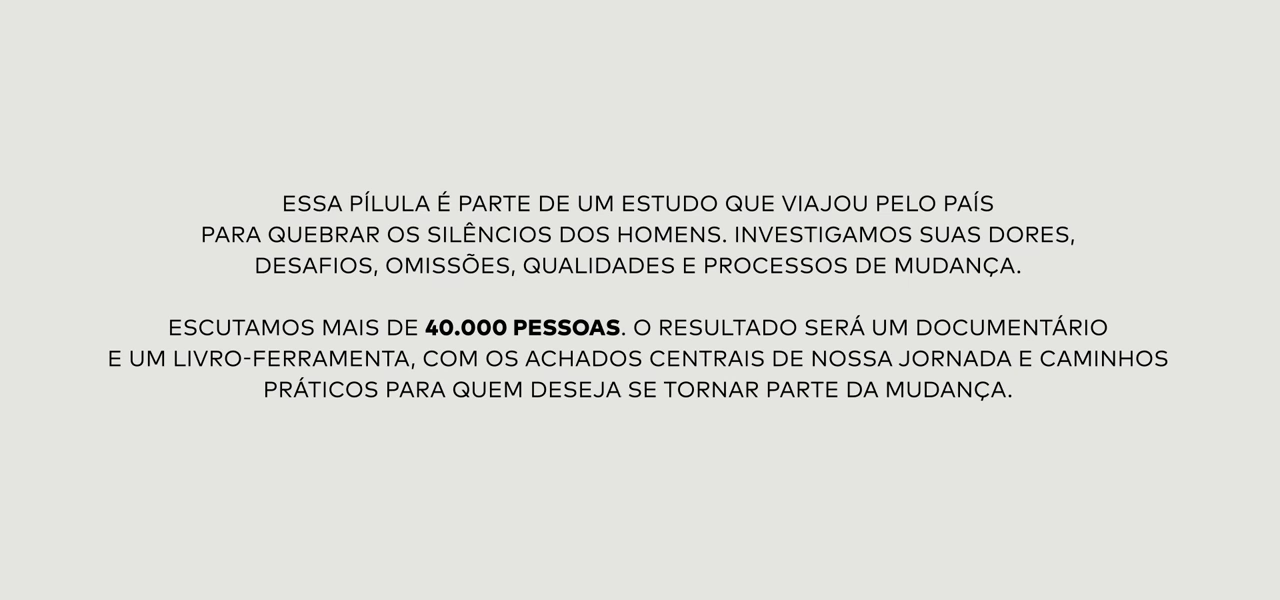 ESSA PÍLULA É PARTE DE UM ESTUDO QUE VIAJOU PELO PAÍS
PARA QUEBRAR OS SILÊNCIOS DOS HOMENS. INVESTIGAMOS SUAS DORES,
DESAFIOS, OMISSÕES, QUALIDADES E PROCESSOS DE MUDANÇA.
ESCUTAMOS MAIS DE 40.000 PESSOAS. O RESULTADO SERÁ UM DOCUMENTÁRIO
E UM LIVRO-FERRAMENTA, COM OS ACHADOS CENTRAIS DE NOSSA JORNADA E CAMINHOS
PRÁTICOS PARA QUEM DESEJA SE TORNAR PARTE DA MUDANÇA.